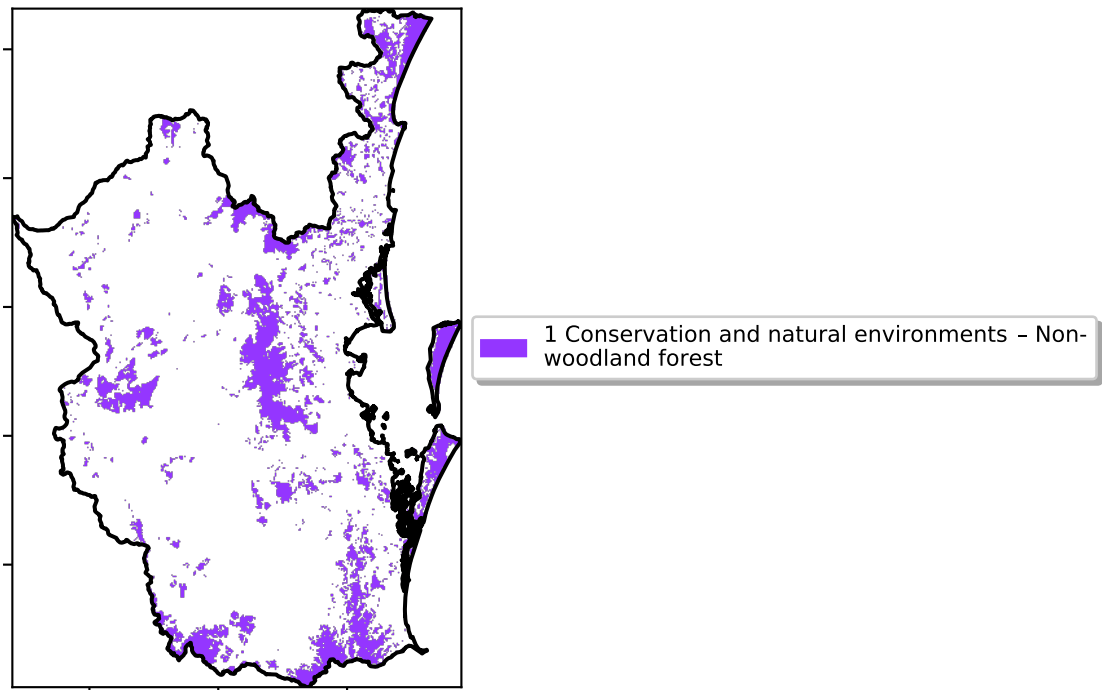 1 Conservation and natural environments – Non-
woodland forest